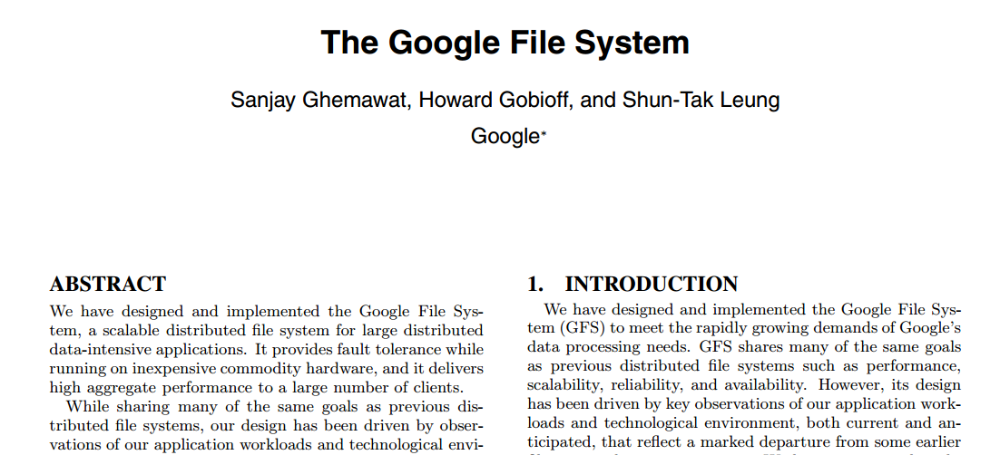 The Google File System
Sanjay Ghemawat, Howard Gobioff, and Shun-Tak Leung
Google*
ABSTRACT
We have designed and implemented the Google File Sys-
tem, a scalable distributed file system for large distributed
data-intensive applications. It provides fault tolerance while
running on inexpensive commodity hardware, and it delivers
high aggregate performance to a large number of clients.
While sharing many of the same goals as previous dis-
tributed file systems, our design has been driven by obser-
vations of our application workloads and technological envi-
1. INTRODUCTION
We have designed and implemented the Google File Sys-
tem (GFS) to meet the rapidly growing demands of Google's
data processing needs. GFS shares many of the same goals
as previous distributed file systems such as performance,
scalability, reliability, and availability. However, its design
has been driven by key observations of our application work-
loads and technological environment, both current and an-
ticipated, that reflect a marked departure from some earlier